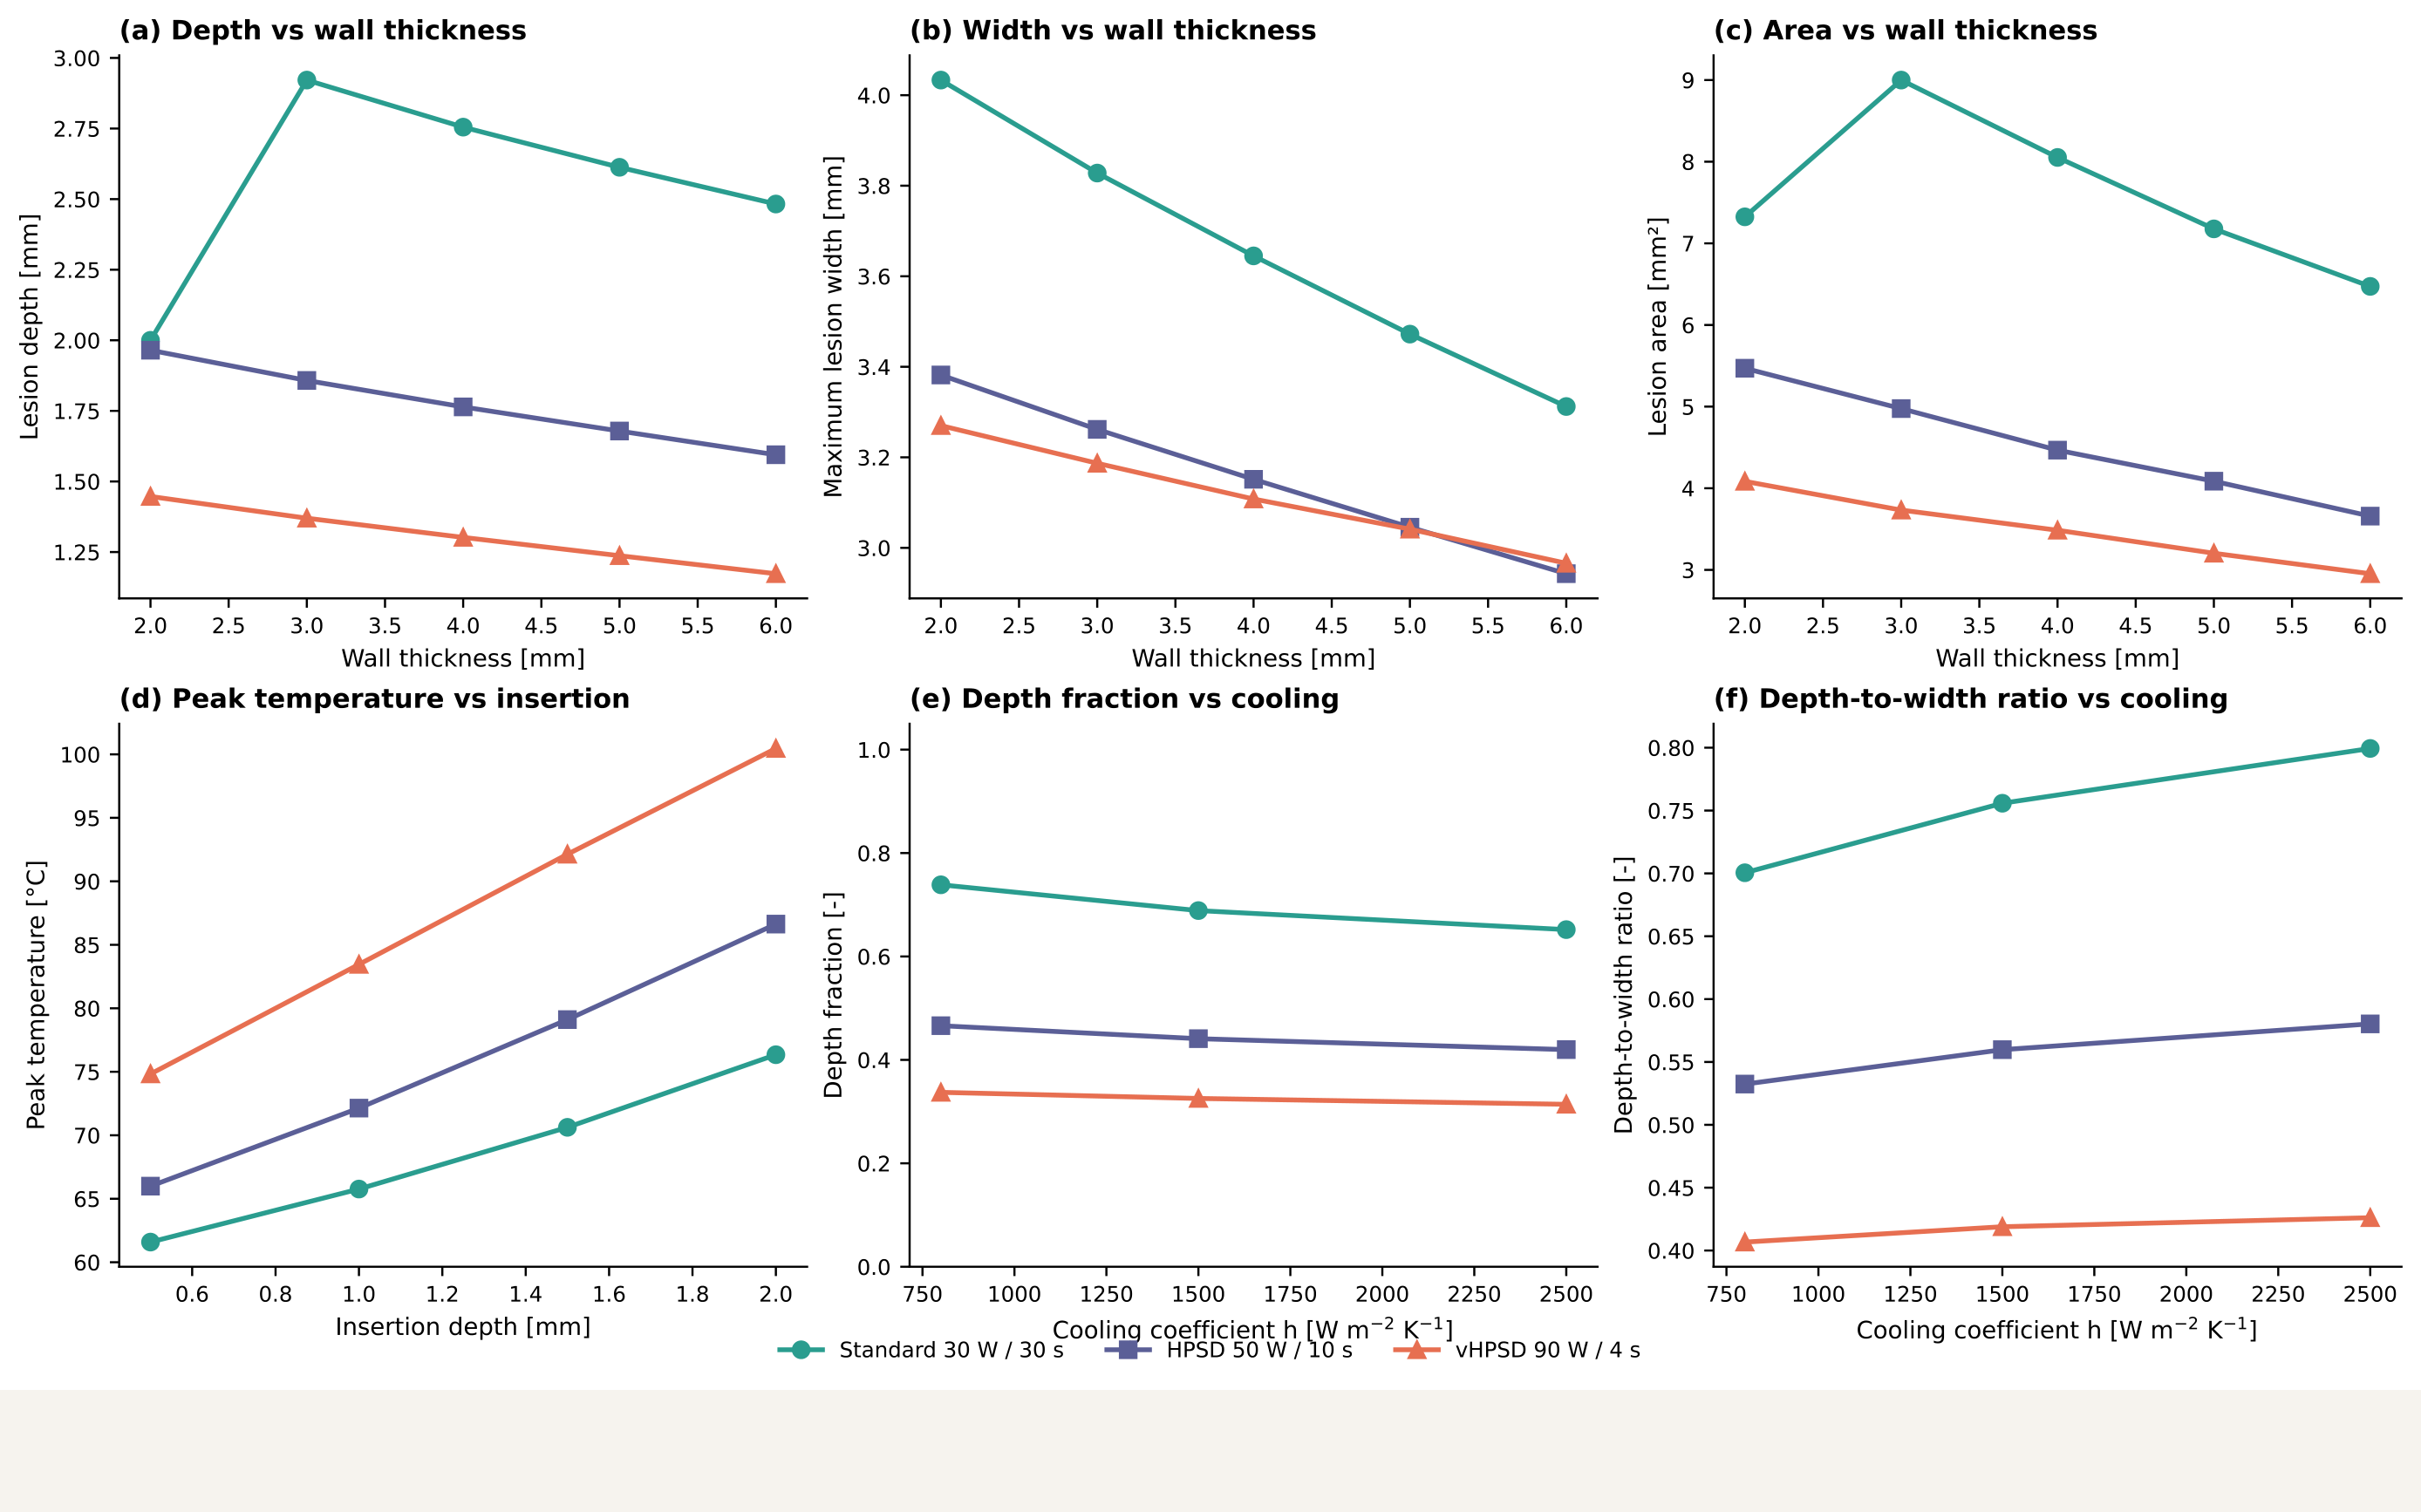 (a) Depth vs wall thickness
3.00
2.75
2.50
2.25
2.00
1.75
1.50
1.25
Lesion depth [mm]
2.0 2.5 3.0 3.5 4.0 4.5 5.0 5.5 6.0
Wall thickness [mm]
(b) Width vs wall thickness
4.0
3.8
3.6
3.4
3.2
3.0
Maximum lesion width [mm]
2.0 2.5 3.0 3.5 4.0 4.5 5.0 5.5 6.0
Wall thickness [mm]
(c) Area vs wall thickness
9
8
7
6
5
4
3
Lesion area [mm²]
2.0 2.5 3.0 3.5 4.0 4.5 5.0 5.5 6.0
Wall thickness [mm]
(d) Peak temperature vs insertion
100
95
90
85
80
75
70
65
60
Peak temperature [°C]
0.6 0.8 1.0 1.2 1.4 1.6 1.8 2.0
Insertion depth [mm]
(e) Depth fraction vs cooling
1.0
0.8
0.6
0.4
0.2
0.0
Depth fraction [-]
750 1000 1250 1500 1750 2000 2250 2500
Cooling coefficient h [W m⁻² K⁻¹]
(f) Depth-to-width ratio vs cooling
0.80
0.75
0.70
0.65
0.60
0.55
0.50
0.45
0.40
Depth-to-width ratio [-]
750 1000 1250 1500 1750 2000 2250 2500
Cooling coefficient h [W m⁻² K⁻¹]
Standard 30 W / 30 s HPSD 50 W / 10 s vHPSD 90 W / 4 s